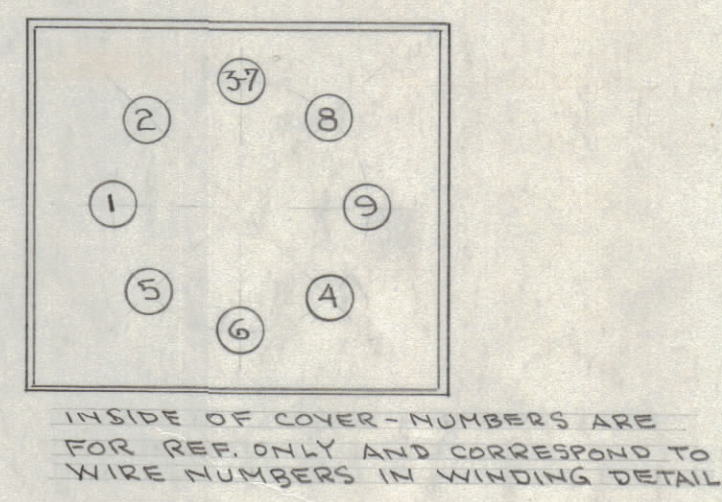 3-7
2 8
1 9
5 4
6
INSIDE OF COVER-NUMBERS ARE
FOR REF. ONLY AND CORRESPOND TO
WIRE NUMBERS IN WINDING DETAIL